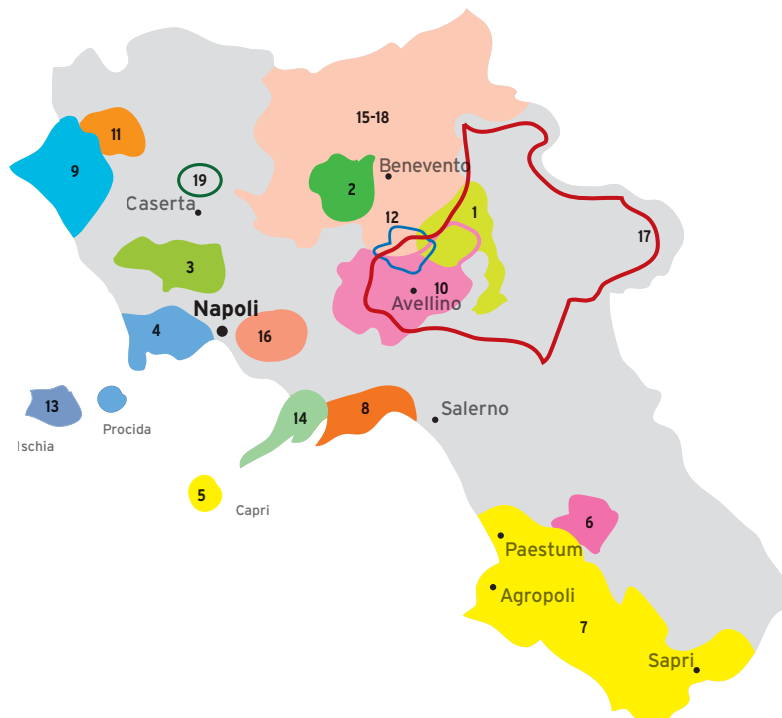 15-18
11
9
Benevento
19
2
Caserta
12
1
17
3
10
Avellino
Napoli
4
16
13
Procida
Ischia
14
8
Salerno
5
Capri
6
Paestum
Agropoli
7
Sapri